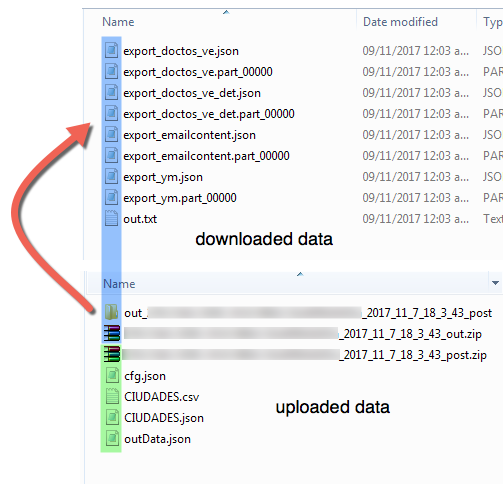 Name Date modified Typ
export_doctos_ve.json 09/11/2017 12:03 a... JSO
export_doctos_ve.part_00000 09/11/2017 12:03 a... PAR
export_doctos_ve_det.json 09/11/2017 12:03 a... JSO
export_doctos_ve_det.part_00000 09/11/2017 12:03 a... PAR
export_emailcontent.json 09/11/2017 12:03 a... JSO
export_emailcontent.part_00000 09/11/2017 12:03 a... PAR
export_ym.json 09/11/2017 12:03 a... JSO
export_ym.part_00000 09/11/2017 12:03 a... PAR
out.txt 09/11/2017 12:03 a... Text
downloaded data
Name
out_ _2017_11_7_18_3_43_post
_2017_11_7_18_3_43_out.zip
_2017_11_7_18_3_43_post.zip
cfg.json
CIUDADES.csv
CIUDADES.json
outData.json
uploaded data